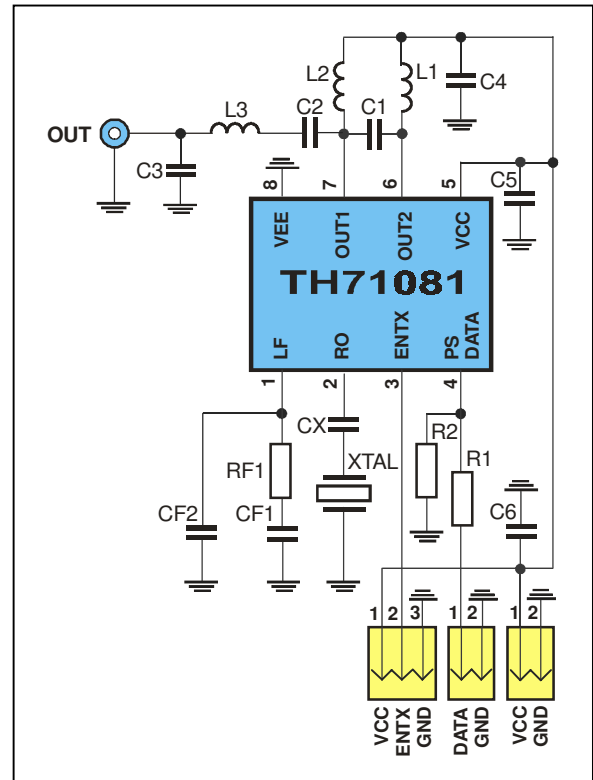 L2
L1
C4
L3
C2
C1
OUT
C3
C5
8
7
6
5
VEE
OUT1
OUT2
VCC
TH71081
LF
RO
ENTX
PS
DATA
1
2
3
4
CX
R2
R1
RF1
XTAL
C6
CF2
CF1
1 2 3
1 2
1 2
VCC
ENTX
GND
DATA
GND
VCC
GND